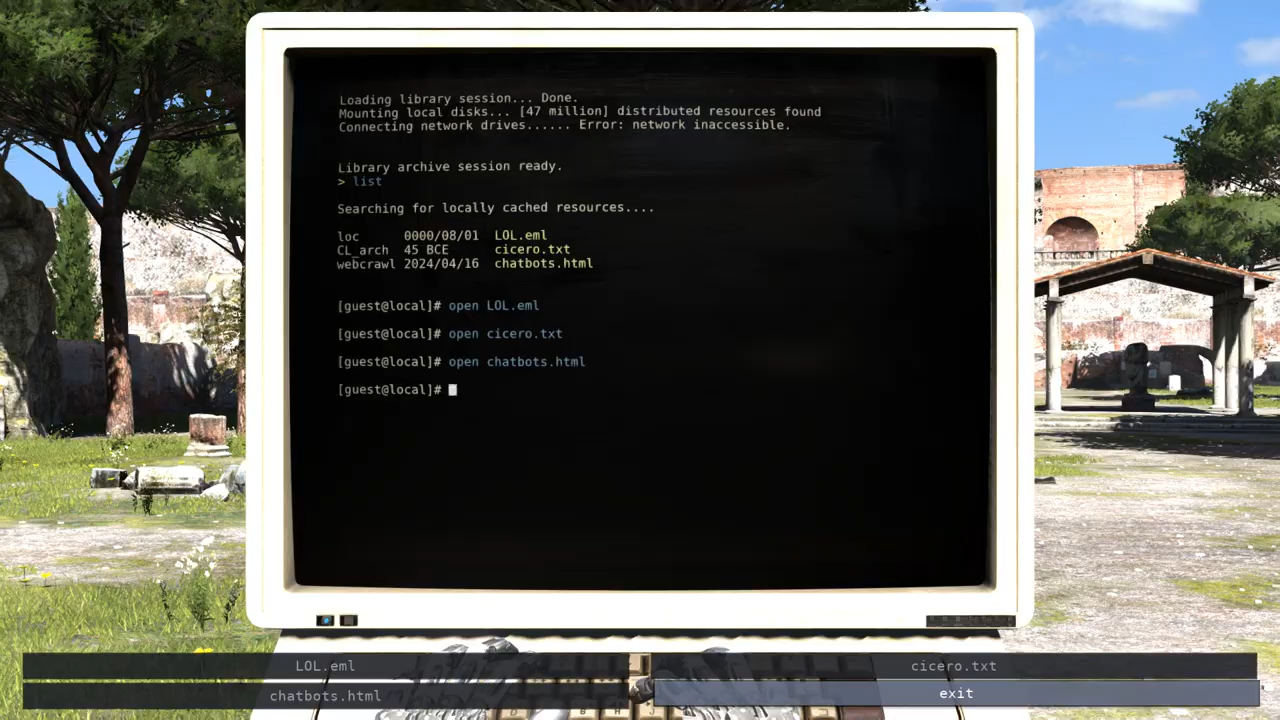 Loading library session... Done.
Mounting local disks... [47 million] distributed resources found
Connecting network drives...... Error: network inaccessible.
Library archive session ready.
> list
Searching for locally cached resources....
loc 0000/08/01 LOL.eml
CL_arch 45 BCE cicero.txt
webcrawl 2024/04/16 chatbots.html
[guest@local]# open LOL.eml
[guest@local]# open cicero.txt
[guest@local]# open chatbots.html
[guest@local]#
LOL.eml
cicero.txt
chatbots.html
exit